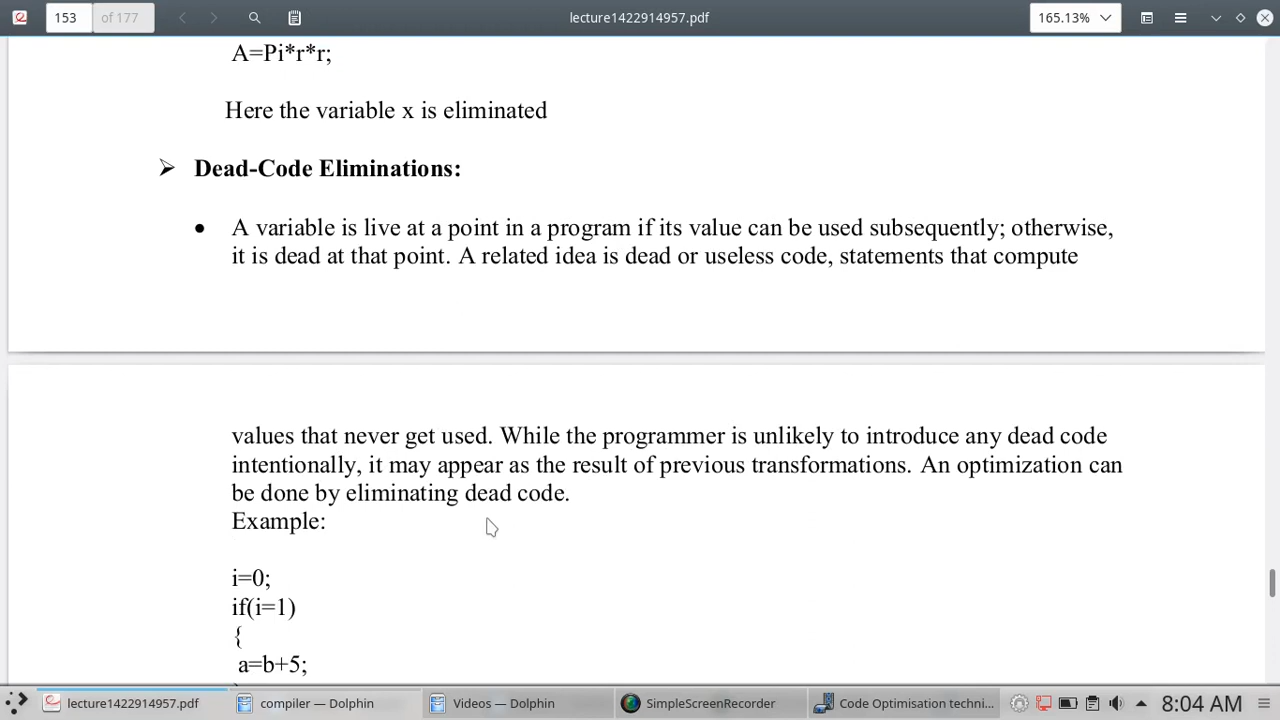 153 of 177 lecture1422914957.pdf 165.13%
A=Pi*r*r;
Here the variable x is eliminated
➢ Dead-Code Eliminations:
• A variable is live at a point in a program if its value can be used subsequently; otherwise,
it is dead at that point. A related idea is dead or useless code, statements that compute
values that never get used. While the programmer is unlikely to introduce any dead code
intentionally, it may appear as the result of previous transformations. An optimization can
be done by eliminating dead code.
Example:
i=0;
if(i=1)
{
a=b+5;
lecture1422914957.pdf compiler — Dolphin Videos — Dolphin SimpleScreenRecorder Code Optimisation techni... 8:04 AM